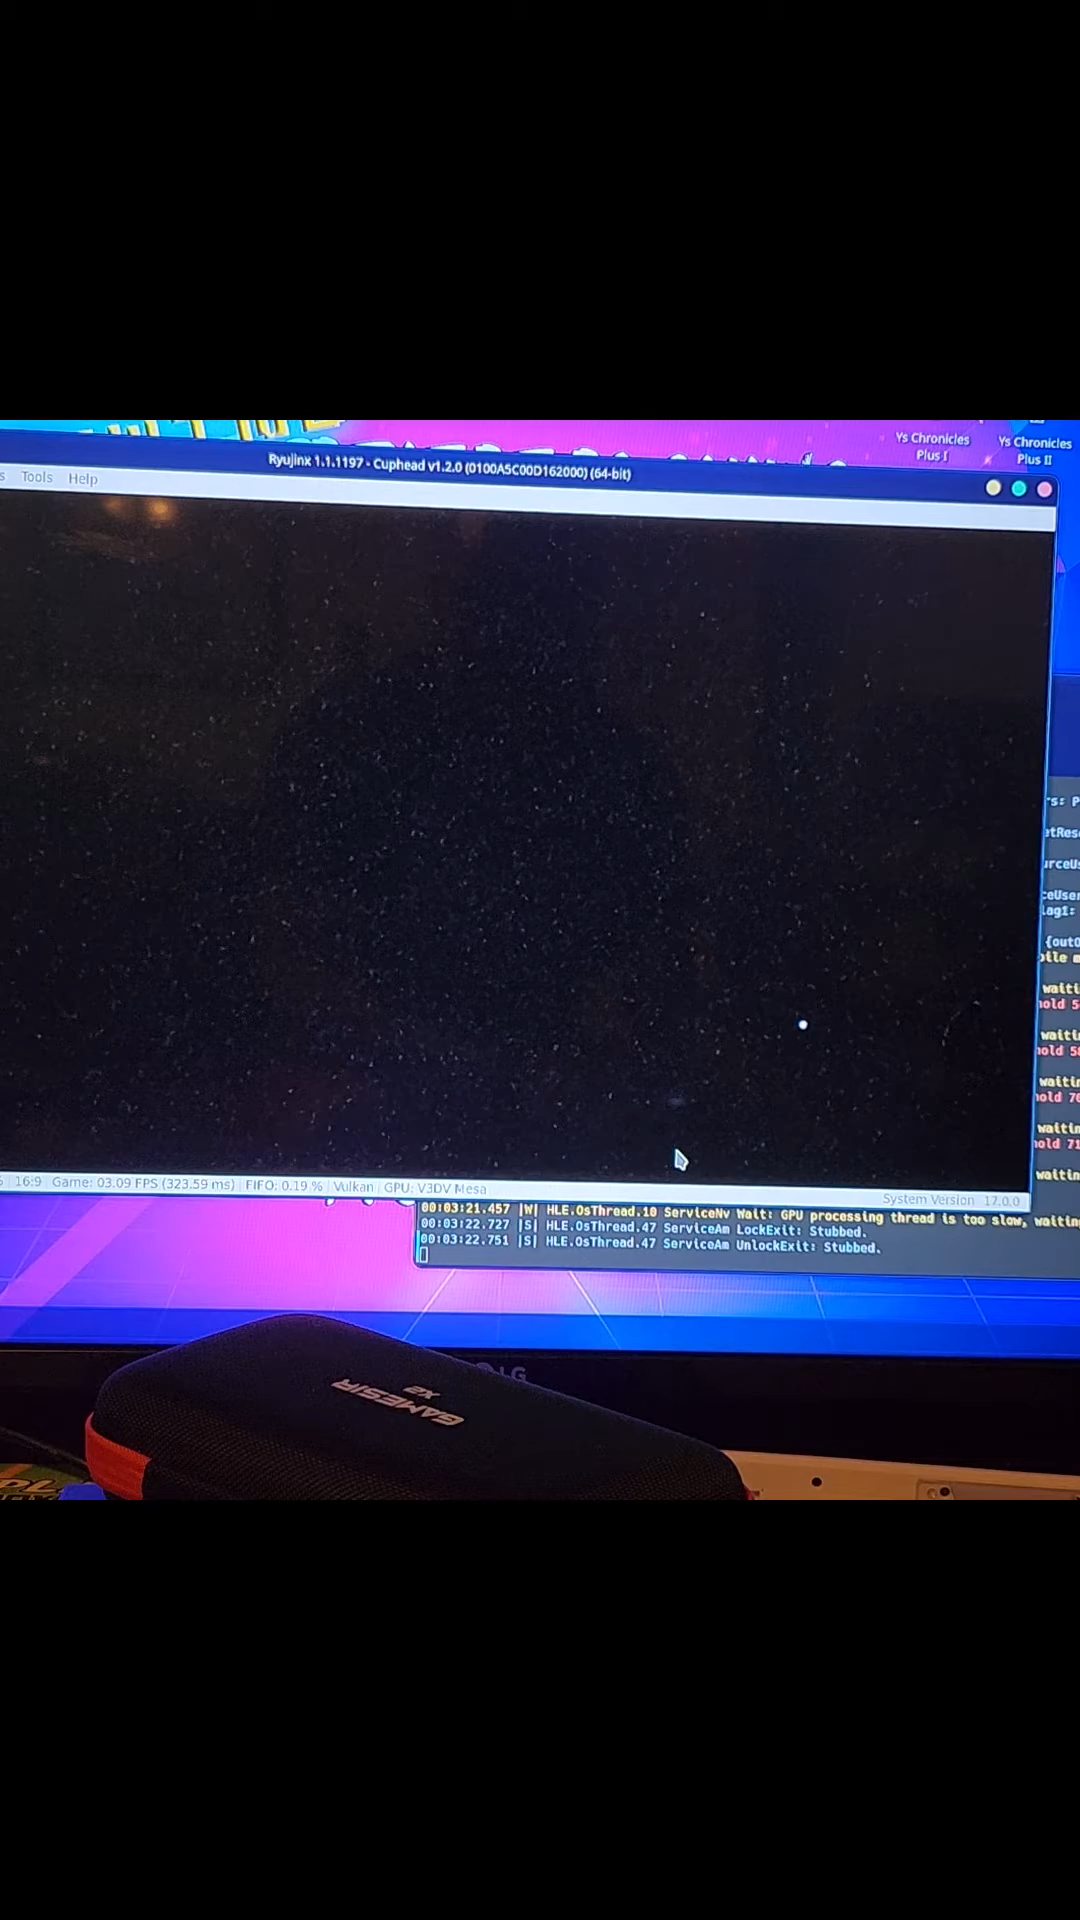 Ys Chronicles
Plus I
Ys Chronicles
Plus II
Ryujinx 1.1.1197 - Cuphead v1.2.0 (0100A5C00D162000) (64-bit)
s Tools Help
16:9 Game: 03.09 FPS (323.59 ms) FIFO: 0.19 % Vulkan GPU: V3DV Mesa
System Version 17.0.0
00:03:21.457 |W| HLE.OsThread.10 ServiceNv Wait: GPU processing thread is too slow, waiting
00:03:22.727 |S| HLE.OsThread.47 ServiceAm LockExit: Stubbed.
00:03:22.751 |S| HLE.OsThread.47 ServiceAm UnlockExit: Stubbed.
LG
GAMESIR
X2